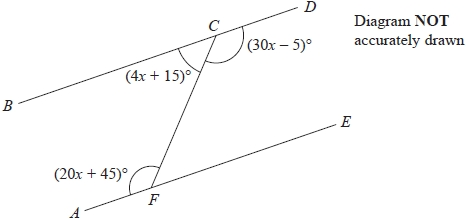 D
C
Diagram NOT
accurately drawn
(30x – 5)°
(4x + 15)°
B
E
(20x + 45)°
F
A